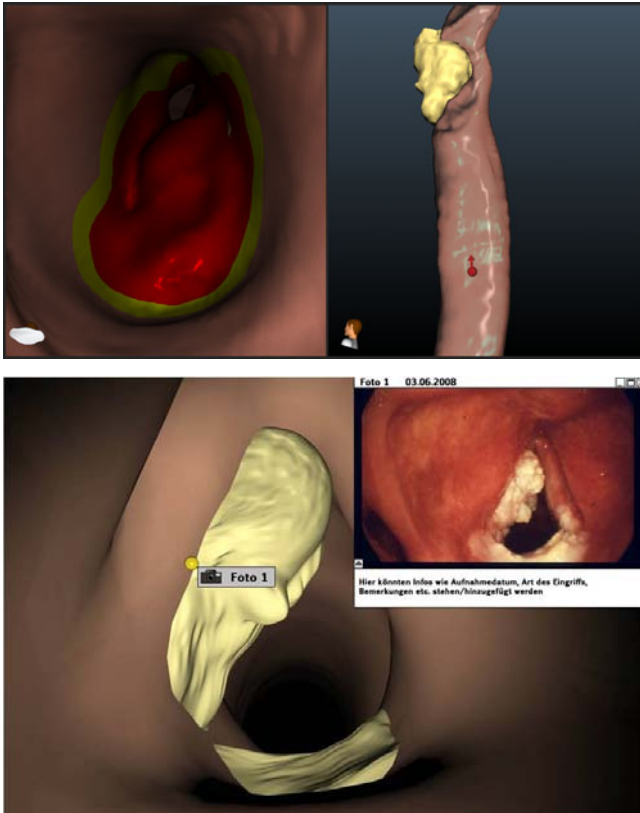 Foto 1 03.06.2008
Foto 1
Hier könnten Infos wie Aufnahmedatum, Art des Eingriffs,
Bemerkungen etc. stehen/hinzugefügt werden